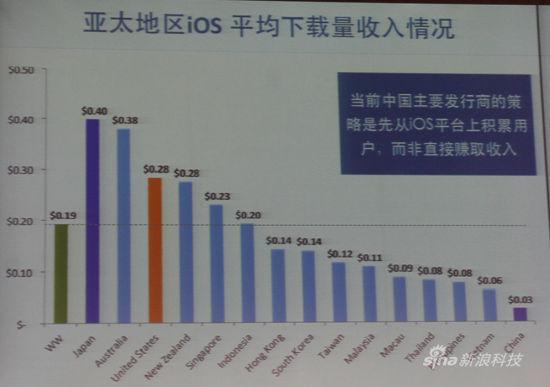 亚太地区iOS 平均下载量收入情况
$0.50
$0.40
$0.30
$0.20
$0.10
$-
当前中国主要发行商的策
略是先从iOS平台上积累用
户，而非直接赚取收入
$0.19
$0.40
$0.38
$0.28
$0.28
$0.23
$0.20
$0.14
$0.14
$0.12
$0.11
$0.09
$0.08
$0.08
$0.06
$0.03
WW
Japan
Australia
United States
New Zealand
Singapore
Indonesia
Hong Kong
South Korea
Taiwan
Malaysia
Macau
Thailand
China
sina新浪科技